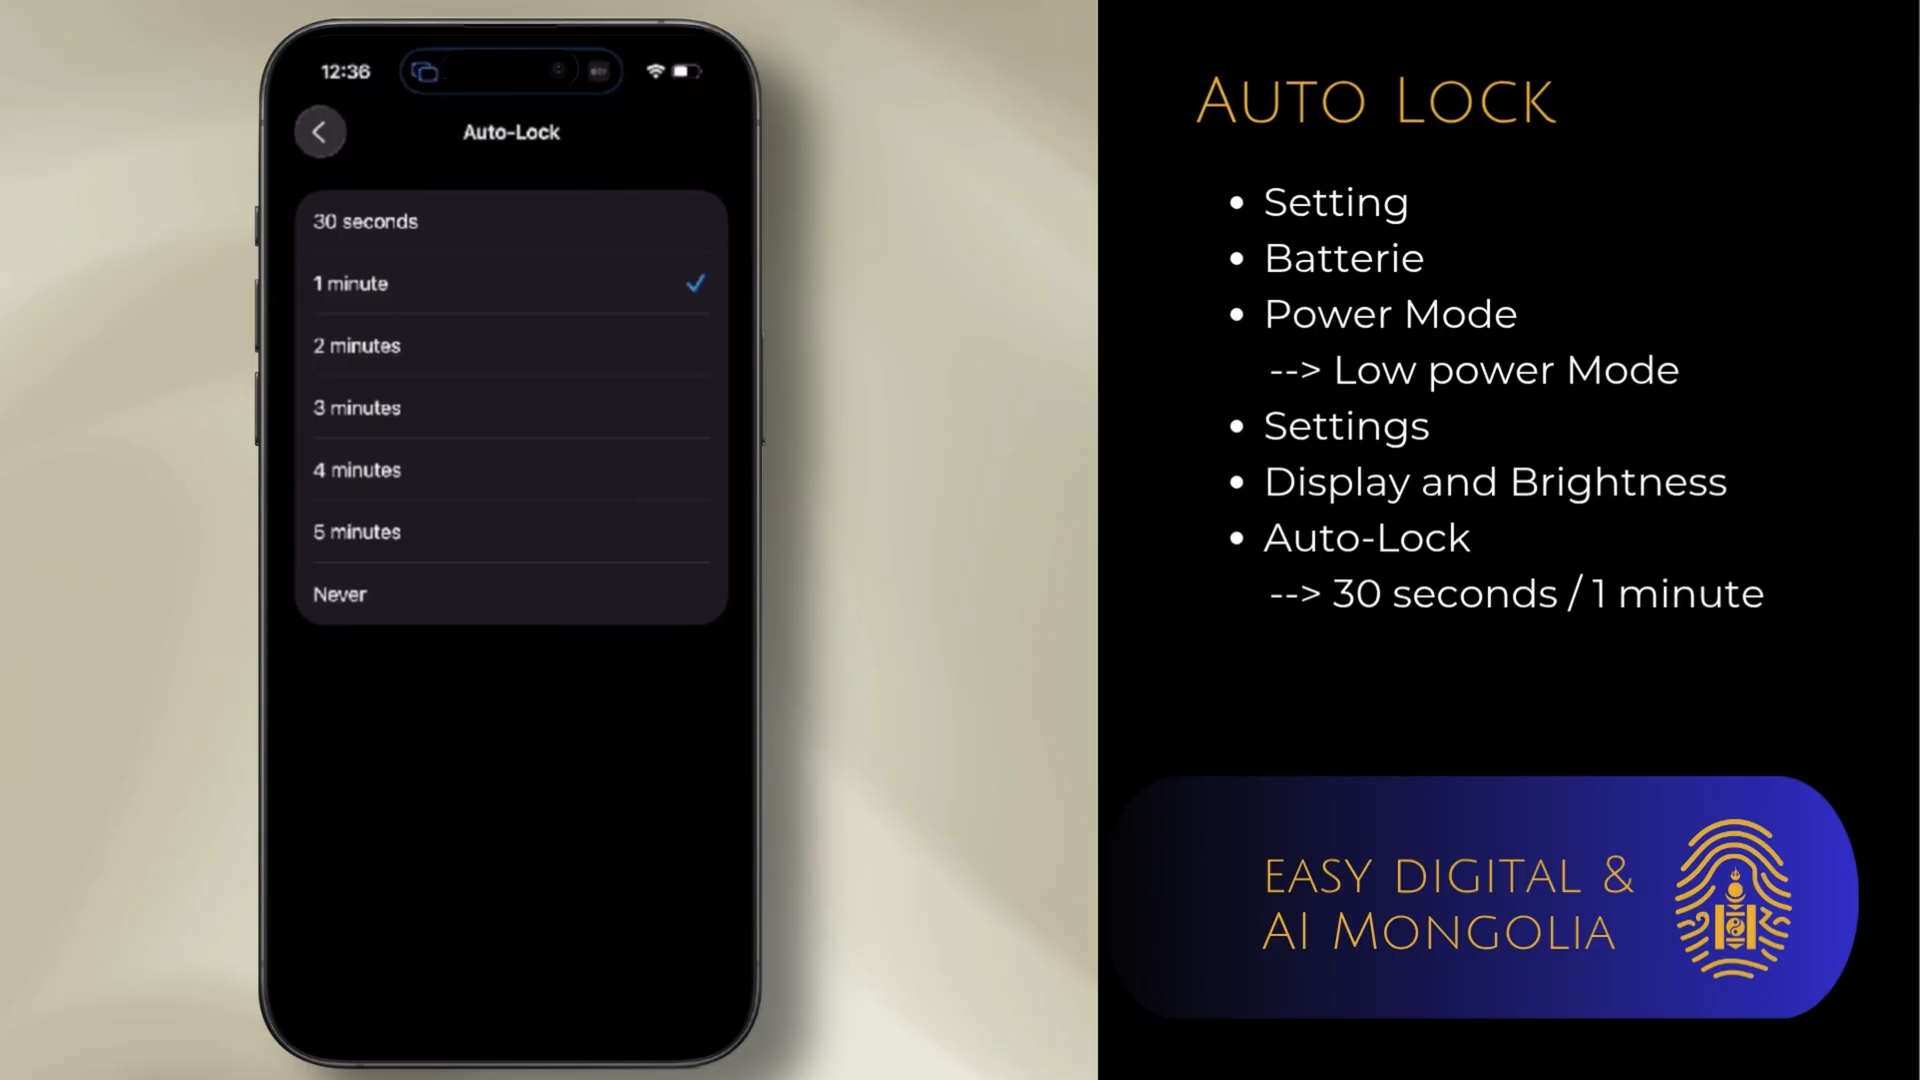 12:36
Auto-Lock
30 seconds
1 minute
2 minutes
3 minutes
4 minutes
5 minutes
Never
AUTO LOCK
• Setting
• Batterie
• Power Mode
--> Low power Mode
• Settings
• Display and Brightness
• Auto-Lock
--> 30 seconds / 1 minute
EASY DIGITAL &
AI MONGOLIA